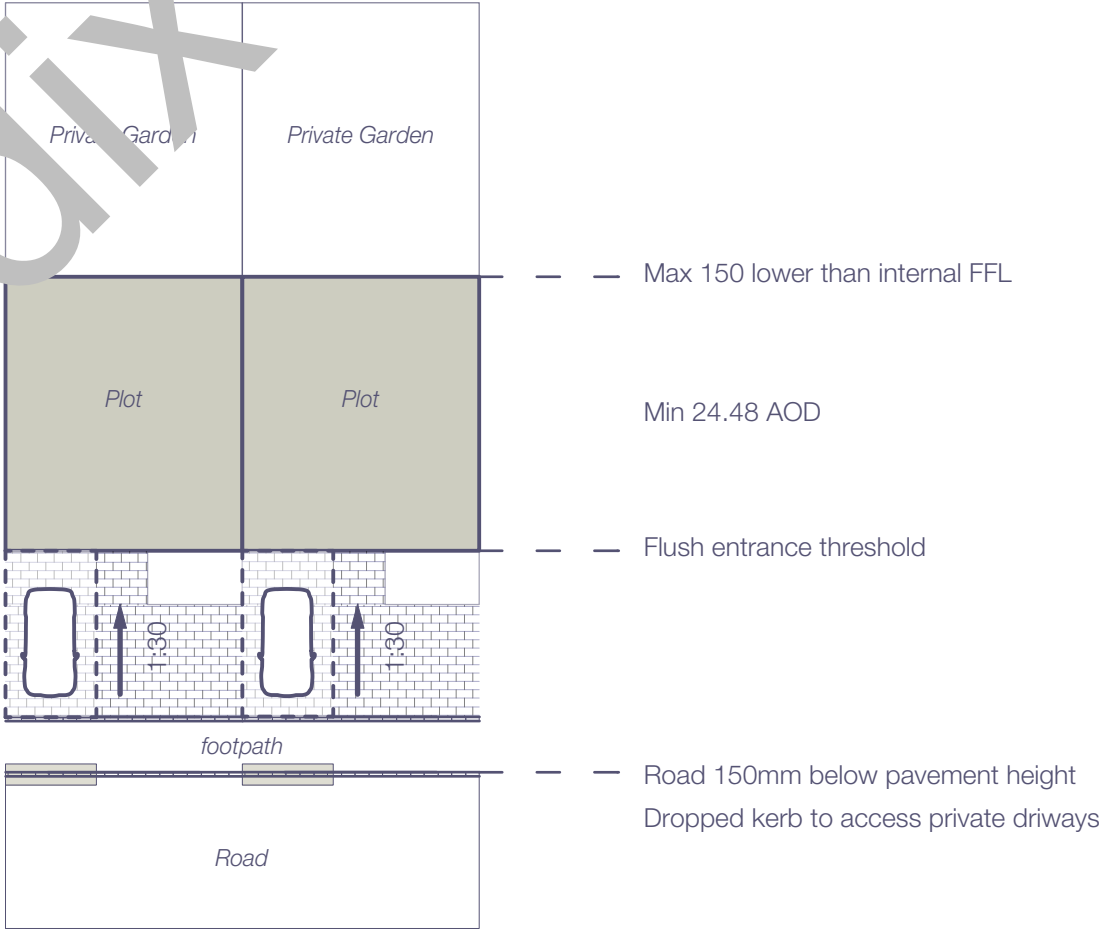 Private Garden
Private Garden
Max 150 lower than internal FFL
Plot
Plot
Min 24.48 AOD
Flush entrance threshold
1:30
1:30
footpath
Road 150mm below pavement height
Dropped kerb to access private driways
Road